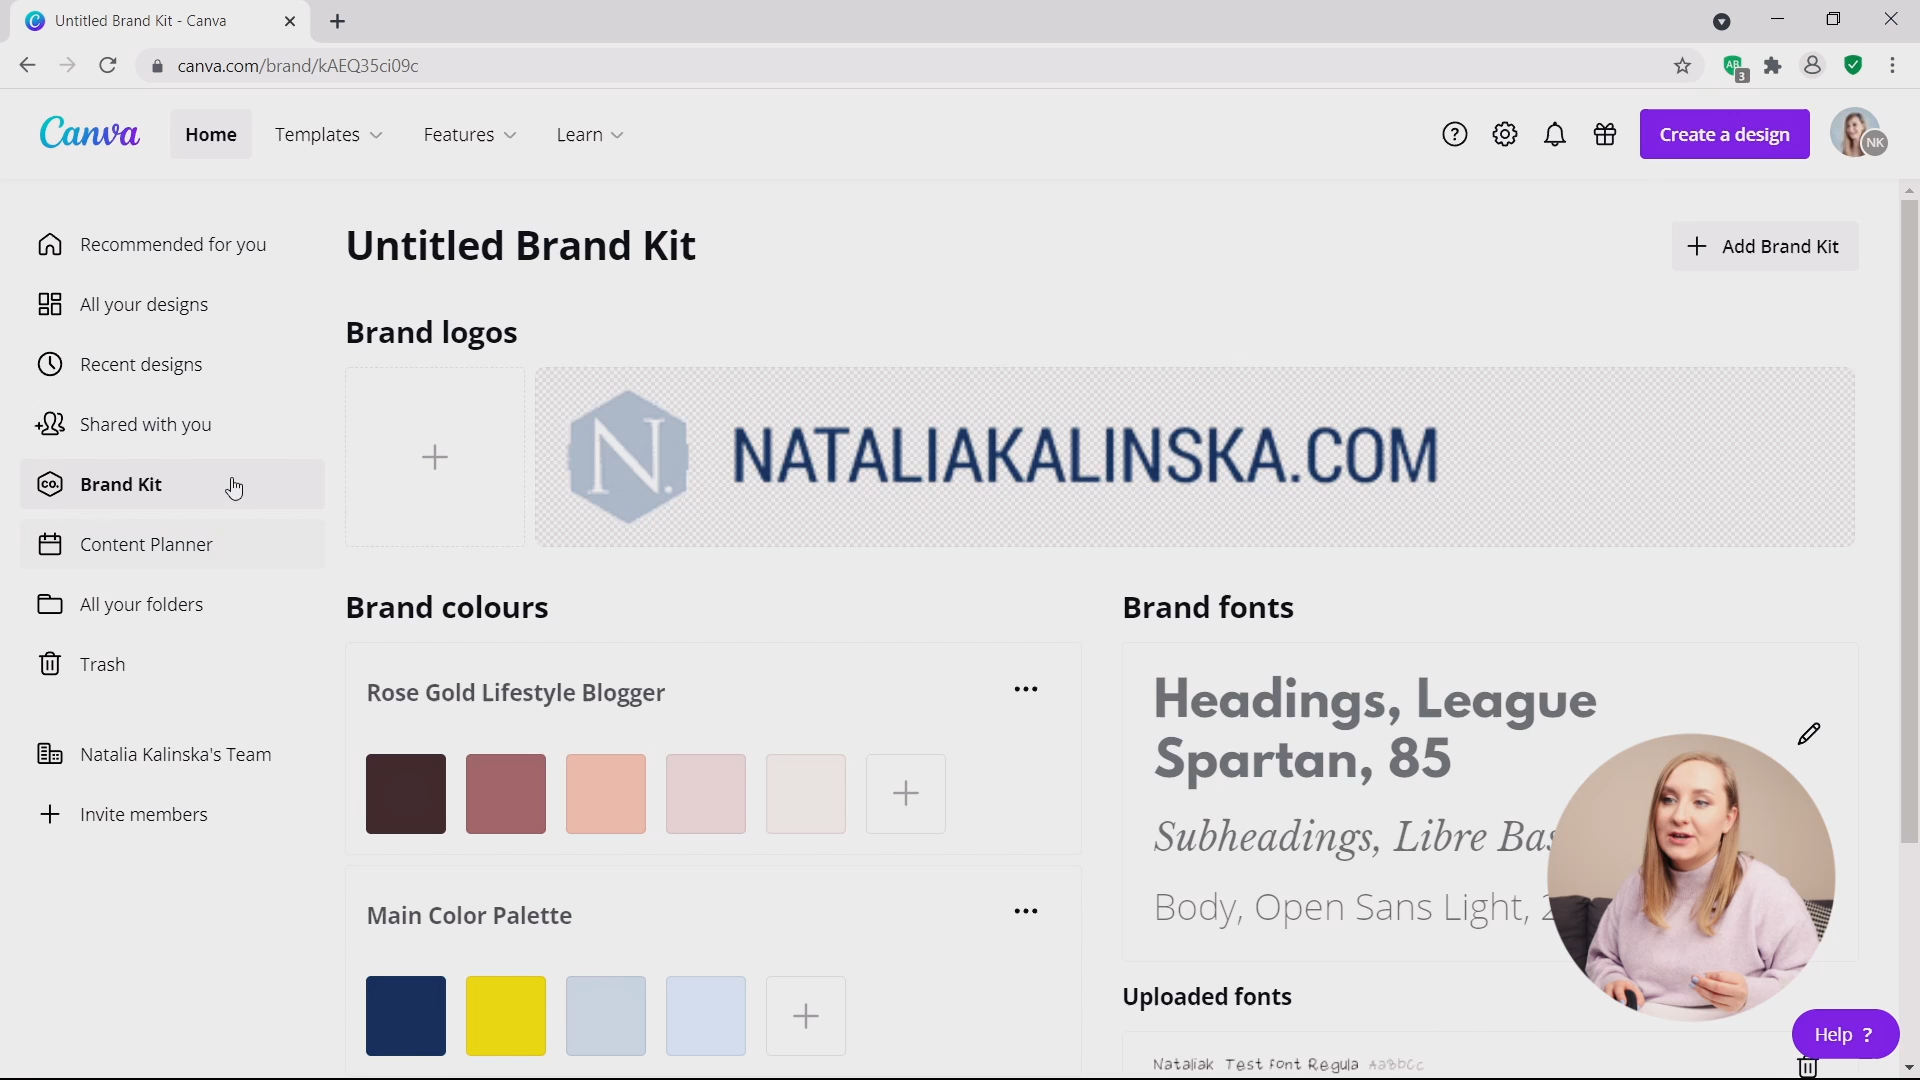 Untitled Brand Kit - Canva
canva.com/brand/kAEQ35ci09c
3
Canva
Home
Templates
Features
Learn
Create a design
NK
Recommended for you
All your designs
Recent designs
Shared with you
CO.
Brand Kit
Content Planner
All your folders
Trash
Natalia Kalinska's Team
Invite members
Untitled Brand Kit
Add Brand Kit
Brand logos
N.
NATALIAKALINSKA.COM
Brand colours
Rose Gold Lifestyle Blogger
Main Color Palette
Brand fonts
Headings, League
Spartan, 85
Subheadings, Libre Bas
Body, Open Sans Light,
Uploaded fonts
Nataliak Test font Regula AaBbCc
Help ?